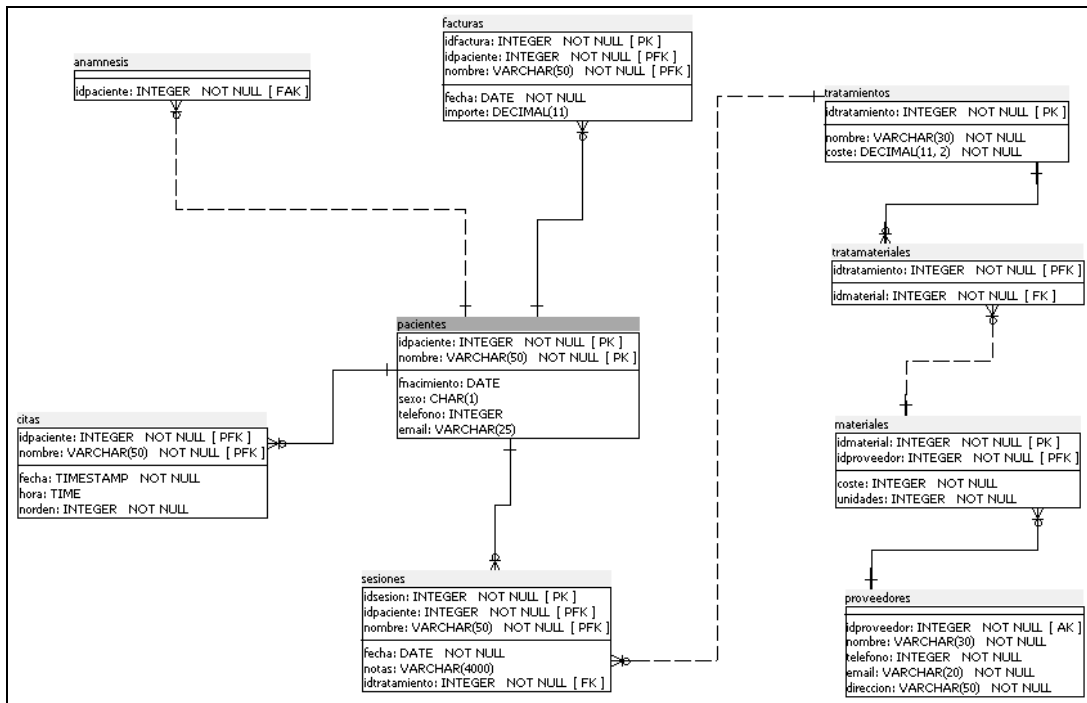 facturas
idfactura: INTEGER NOT NULL [ PK ]
idpaciente: INTEGER NOT NULL [ PFK ]
nombre: VARCHAR(50) NOT NULL [ PFK ]
fecha: DATE NOT NULL
importe: DECIMAL(11)
anamnesis
idpaciente: INTEGER NOT NULL [ FAK ]
tratamientos
idtratamiento: INTEGER NOT NULL [ PK ]
nombre: VARCHAR(30) NOT NULL
coste: DECIMAL(11, 2) NOT NULL
tratamateriales
idtratamiento: INTEGER NOT NULL [ PFK ]
idmaterial: INTEGER NOT NULL [ FK ]
pacientes
idpaciente: INTEGER NOT NULL [ PK ]
nombre: VARCHAR(50) NOT NULL [ PK ]
fnacimiento: DATE
sexo: CHAR(1)
telefono: INTEGER
email: VARCHAR(25)
citas
idpaciente: INTEGER NOT NULL [ PFK ]
nombre: VARCHAR(50) NOT NULL [ PFK ]
fecha: TIMESTAMP NOT NULL
hora: TIME
norden: INTEGER NOT NULL
materiales
idmaterial: INTEGER NOT NULL [ PK ]
idproveedor: INTEGER NOT NULL [ PFK ]
coste: INTEGER NOT NULL
unidades: INTEGER NOT NULL
sesiones
idsesion: INTEGER NOT NULL [ PK ]
idpaciente: INTEGER NOT NULL [ PFK ]
nombre: VARCHAR(50) NOT NULL [ PFK ]
fecha: DATE NOT NULL
notas: VARCHAR(4000)
idtratamiento: INTEGER NOT NULL [ FK ]
proveedores
idproveedor: INTEGER NOT NULL [ AK ]
nombre: VARCHAR(30) NOT NULL
telefono: INTEGER NOT NULL
email: VARCHAR(20) NOT NULL
direccion: VARCHAR(50) NOT NULL